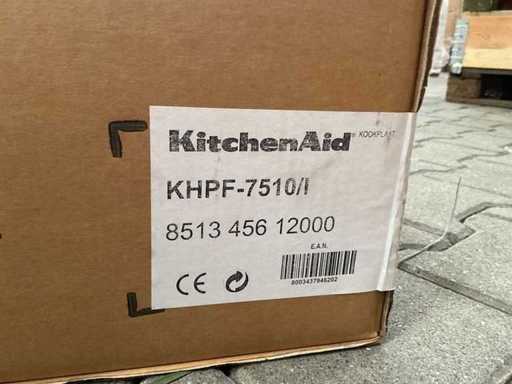 KitchenAid® KOOKPLAAT
KHPF-7510/I
8513 456 12000
E.A.N.
CE
8003437946202